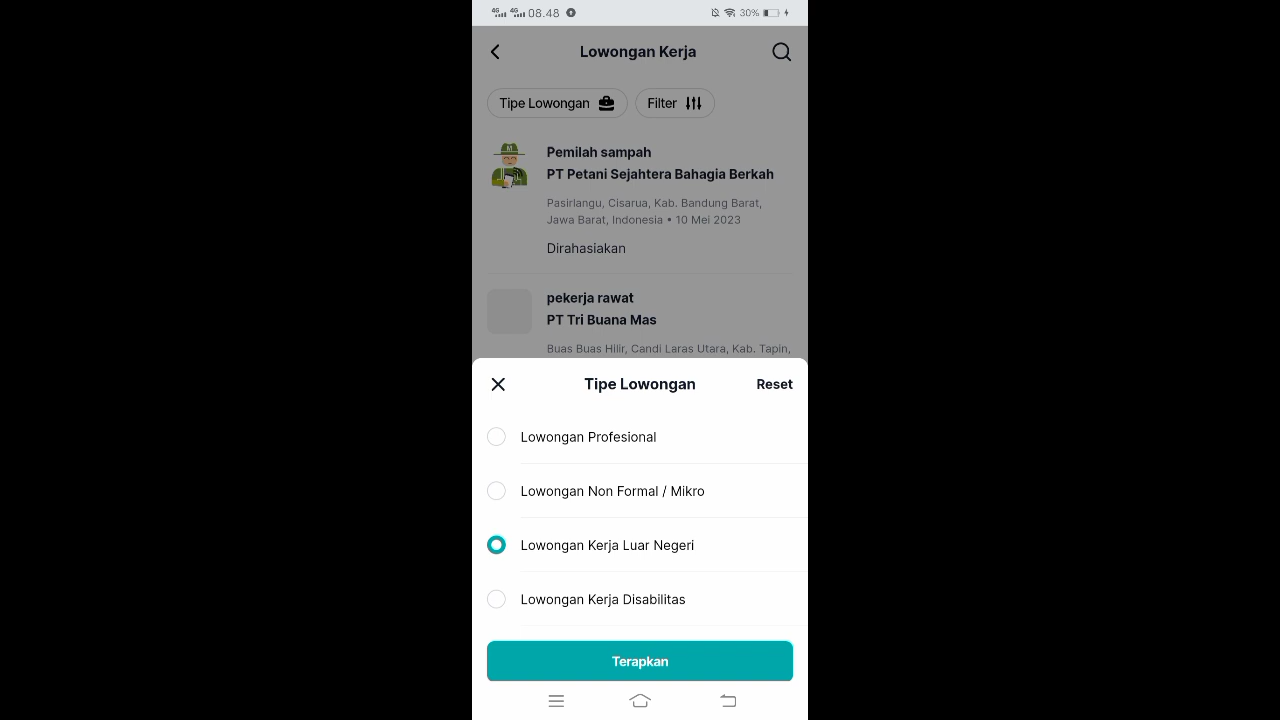 4G 4G 08.48 30%
Lowongan Kerja
Tipe Lowongan Filter
Pemilah sampah
PT Petani Sejahtera Bahagia Berkah
Pasirlangu, Cisarua, Kab. Bandung Barat,
Jawa Barat, Indonesia • 10 Mei 2023
Dirahasiakan
pekerja rawat
PT Tri Buana Mas
Buas Buas Hilir, Candi Laras Utara, Kab. Tapin,
Tipe Lowongan Reset
Lowongan Profesional
Lowongan Non Formal / Mikro
Lowongan Kerja Luar Negeri
Lowongan Kerja Disabilitas
Terapkan